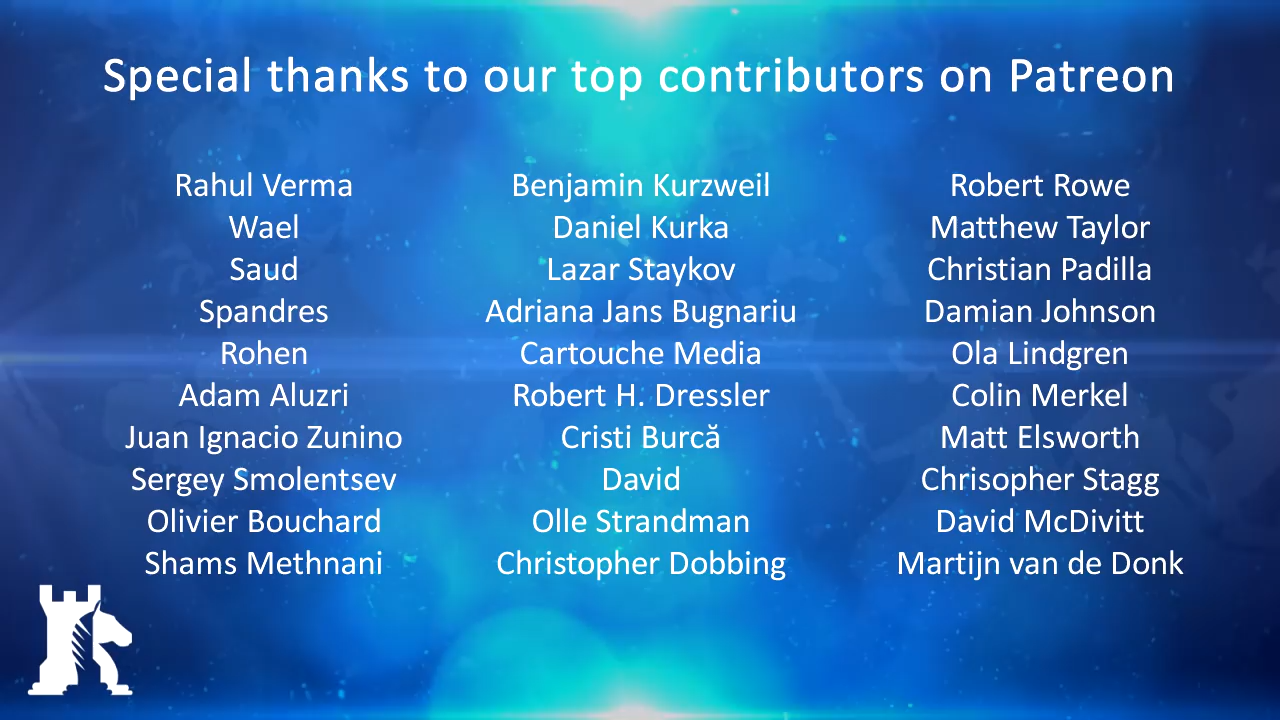 Special thanks to our top contributors on Patreon
Rahul Verma
Wael
Saud
Spandres
Rohen
Adam Aluzri
Juan Ignacio Zunino
Sergey Smolentsev
Olivier Bouchard
Shams Methnani
Benjamin Kurzweil
Daniel Kurka
Lazar Staykov
Adriana Jans Bugnariu
Cartouche Media
Robert H. Dressler
Cristi Burcă
David
Olle Strandman
Christopher Dobbing
Robert Rowe
Matthew Taylor
Christian Padilla
Damian Johnson
Ola Lindgren
Colin Merkel
Matt Elsworth
Chrisopher Stagg
David McDivitt
Martijn van de Donk